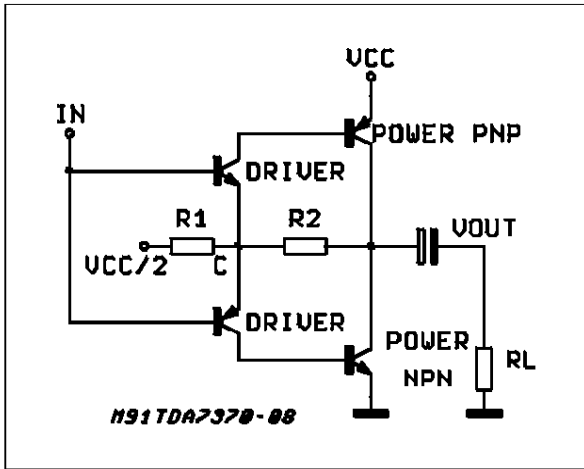 VCC
IN
POWER PNP
DRIVER
R1
R2
VOUT
VCC/2
C
DRIVER
POWER
NPN
RL
M91TDA7370-08